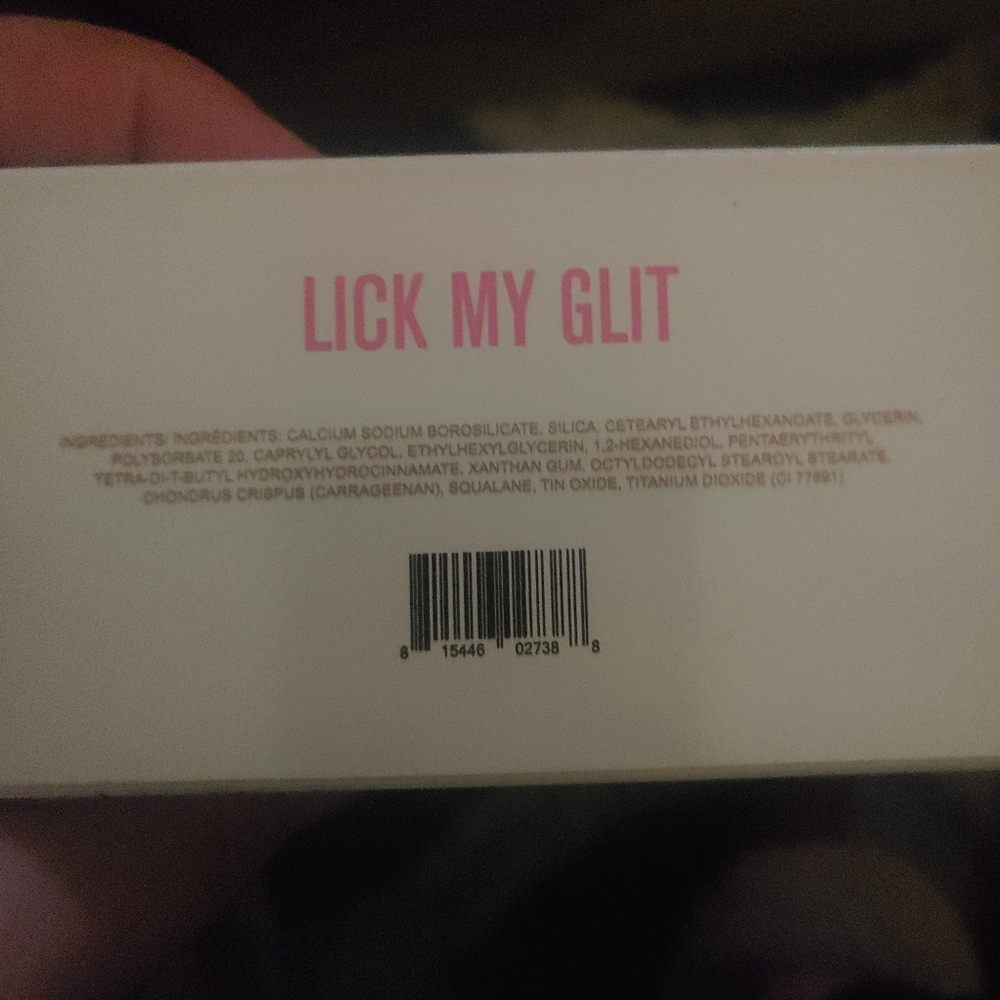 LICK MY GLIT
INGREDIENTS/ INGRÉDIENTS: CALCIUM SODIUM BOROSILICATE, SILICA, CETEARYL ETHYLHEXANOATE, GLYCERIN,
POLYSORBATE 20, CAPRYLYL GLYCOL, ETHYLHEXYLGLYCERIN, 1,2-HEXANEDIOL, PENTAERYTHRITYL
TETRA-DI-T-BUTYL HYDROXYHYDROCINNAMATE, XANTHAN GUM, OCTYLDODECYL STEAROYL STEARATE,
CHONDRUS CRISPUS (CARRAGEENAN), SQUALANE, TIN OXIDE, TITANIUM DIOXIDE (CI 77891)
8 15446 02738 8